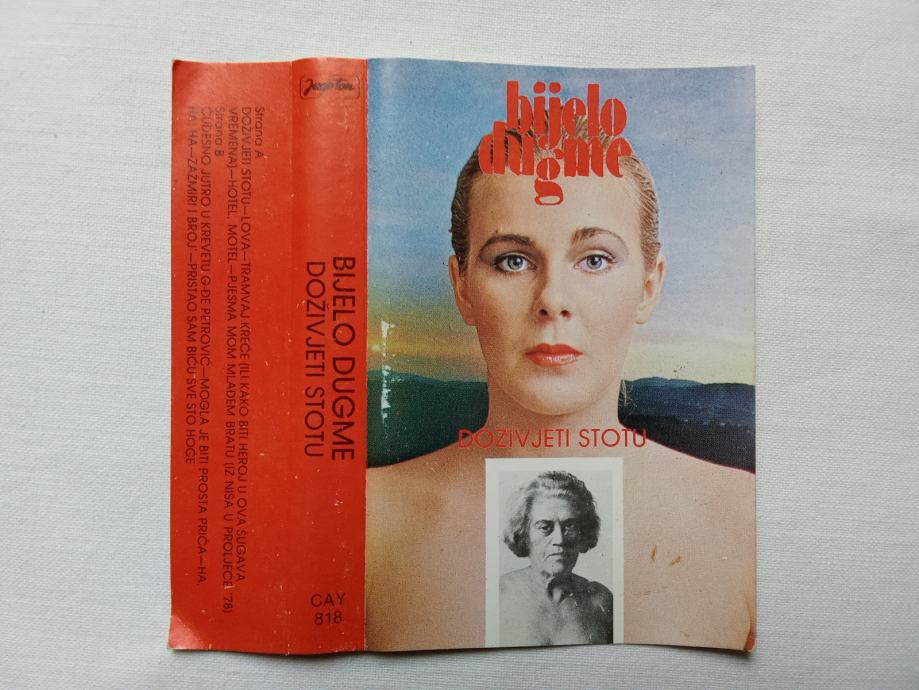 Jugoton
Strana A
DOŽIVJETI STOTU—LOVA—TRAMVAJ KREĆE (ILI KAKO BITI HEROJ U OVA ŠUGAVA
VREMENA)—HOTEL, MOTEL—PJESMA MOM MLAĐEM BRATU (IZ NIŠA U PROLJEĆE '78)
Strana B
ČUDESNO JUTRO U KREVETU G-ĐE PETROVIĆ—MOGLA JE BITI PROSTA PRIČA—HA,
HA, HA—ZAŽMIRI I BROJ'—PRISTAO SAM BIĆU SVE ŠTO HOĆE
BIJELO DUGME
DOŽIVJETI STOTU
CAY
818
bijelo
dugme
DOŽIVJETI STOTU